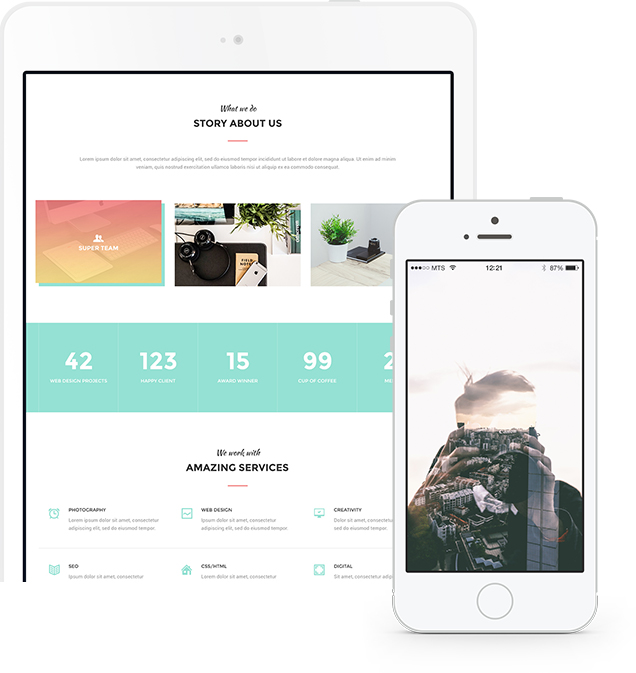 What we do
STORY ABOUT US
Lorem ipsum dolor sit amet, consectetur adipiscing elit, sed do eiusmod tempor incididunt ut labore et dolore magna aliqua. Ut enim ad minim
veniam, quis nostrud exercitation ullamco laboris nisi ut aliquip ex ea commodo consequat.
SUPER TEAM
FIELD
NOTES
42
WEB DESIGN PROJECTS
123
HAPPY CLIENT
15
AWARD WINNER
99
CUP OF COFFEE
2
ME
We work with
AMAZING SERVICES
PHOTOGRAPHY
Lorem ipsum dolor sit amet, consectetur
adipiscing elit, sed do eiusmod tempor.
WEB DESIGN
Ipsum dolor sit amet, consectetur
adipiscing elit, sed do eiusmod tempor.
CREATIVITY
Dolor sit amet, consectetur
sed do eiusmod tempor.
SEO
Ipsum dolor sit amet, consectetur
CSS/HTML
Lorem ipsum dolor sit amet, consectetur
DIGITAL
Sit amet, consectetur adipiscing
MTS
12:21
87%